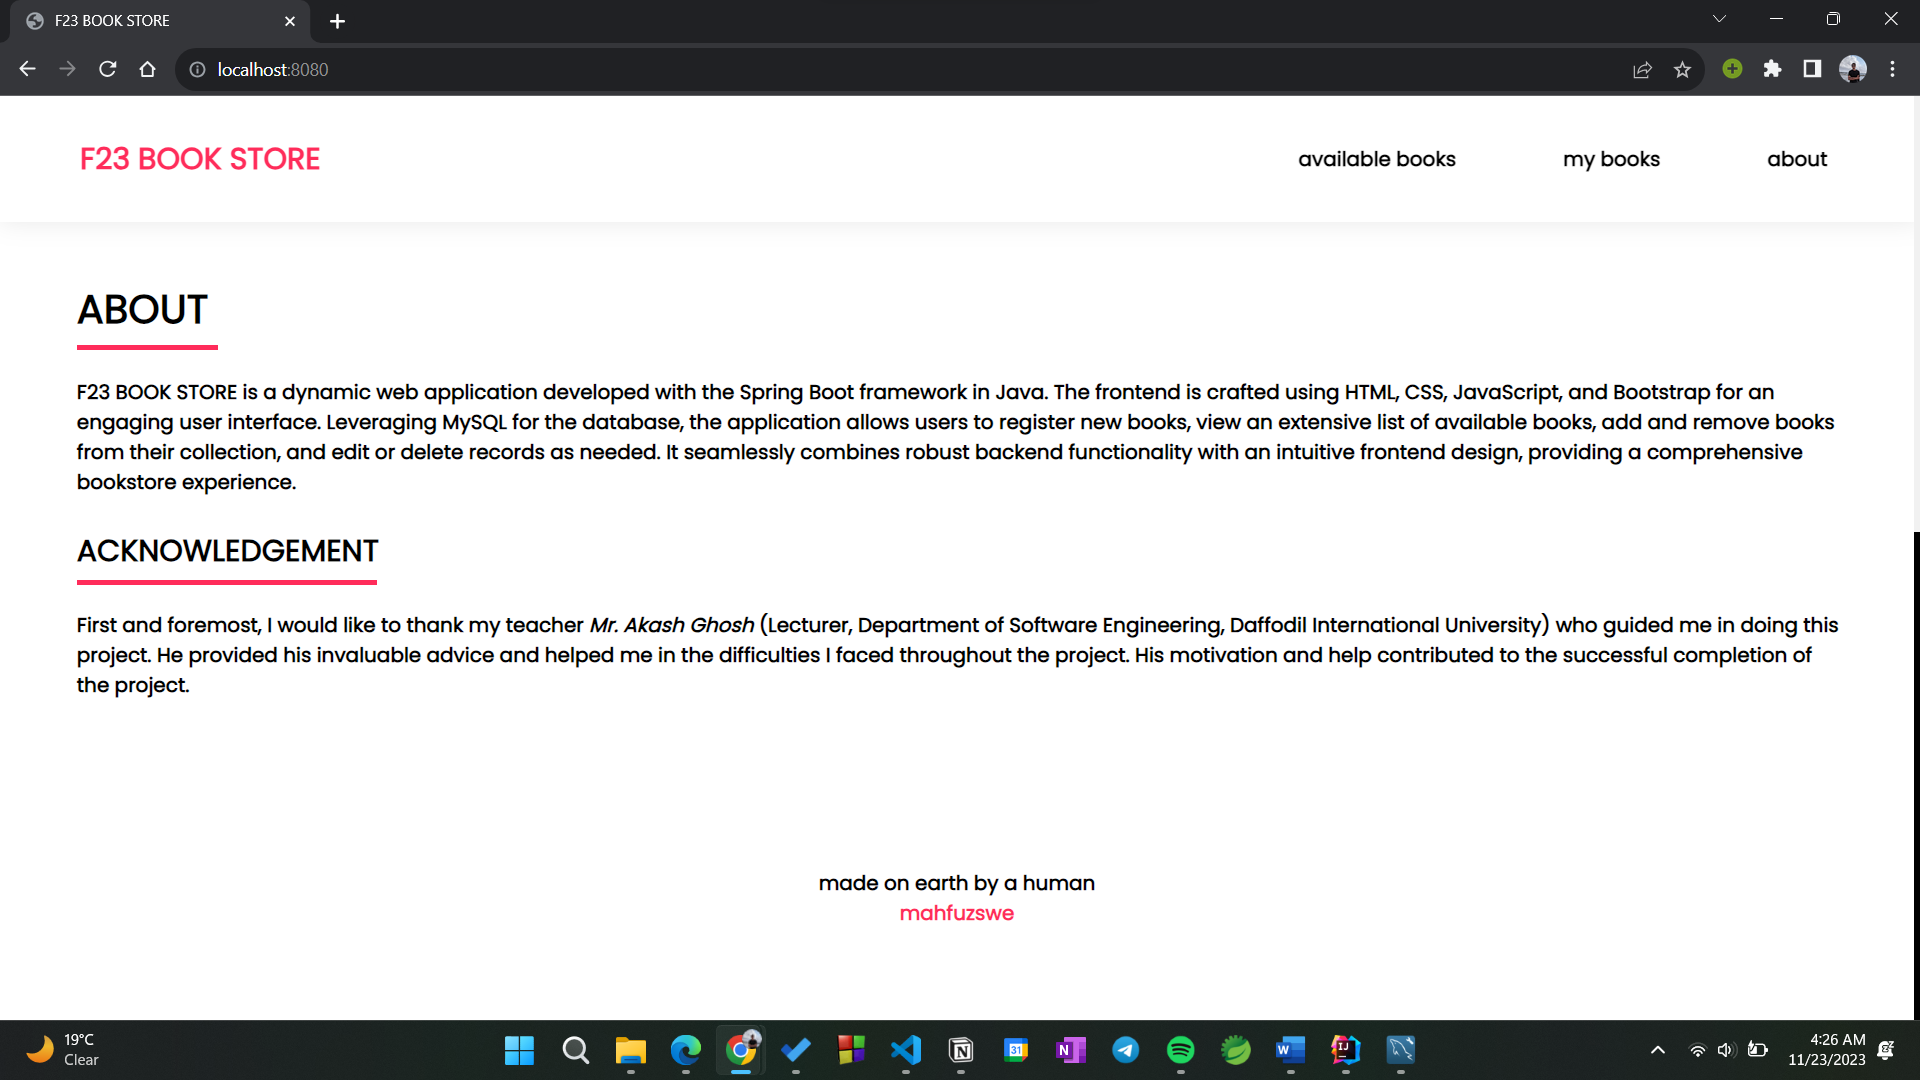 F23 BOOK STORE
localhost:8080
F23 BOOK STORE
available books
my books
about
ABOUT
F23 BOOK STORE is a dynamic web application developed with the Spring Boot framework in Java. The frontend is crafted using HTML, CSS, JavaScript, and Bootstrap for an
engaging user interface. Leveraging MySQL for the database, the application allows users to register new books, view an extensive list of available books, add and remove books
from their collection, and edit or delete records as needed. It seamlessly combines robust backend functionality with an intuitive frontend design, providing a comprehensive
bookstore experience.
ACKNOWLEDGEMENT
First and foremost, I would like to thank my teacher Mr. Akash Ghosh (Lecturer, Department of Software Engineering, Daffodil International University) who guided me in doing this
project. He provided his invaluable advice and helped me in the difficulties I faced throughout the project. His motivation and help contributed to the successful completion of
the project.
made on earth by a human
mahfuzswe
19°C
Clear
31
N
W
IJ
4:26 AM
11/23/2023